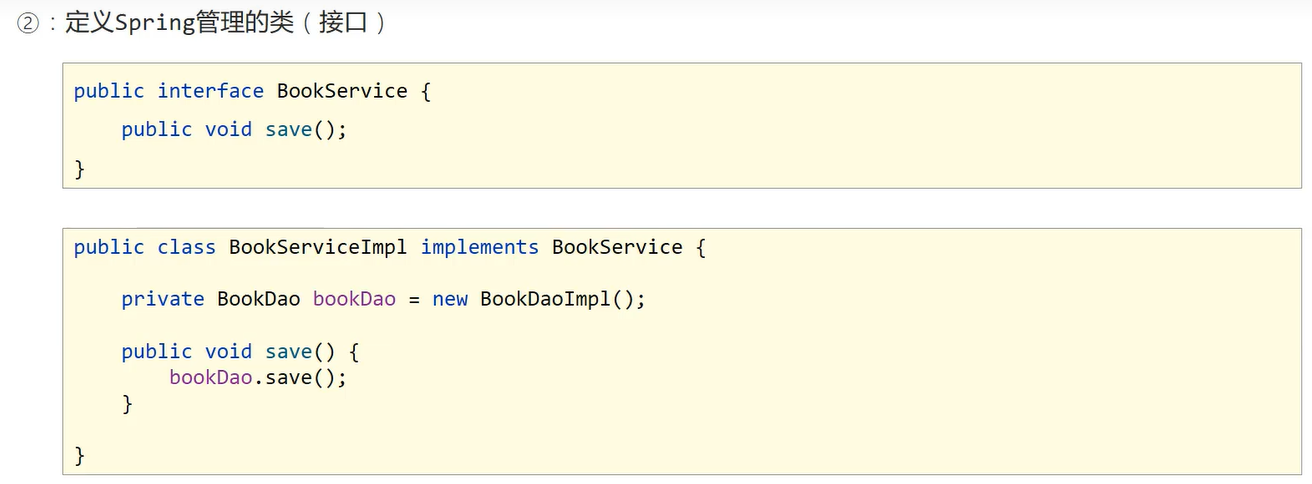 ②：定义Spring管理的类（接口）
public interface BookService {
public void save();
}
public class BookServiceImpl implements BookService {
private BookDao bookDao = new BookDaoImpl();
public void save() {
bookDao.save();
}
}